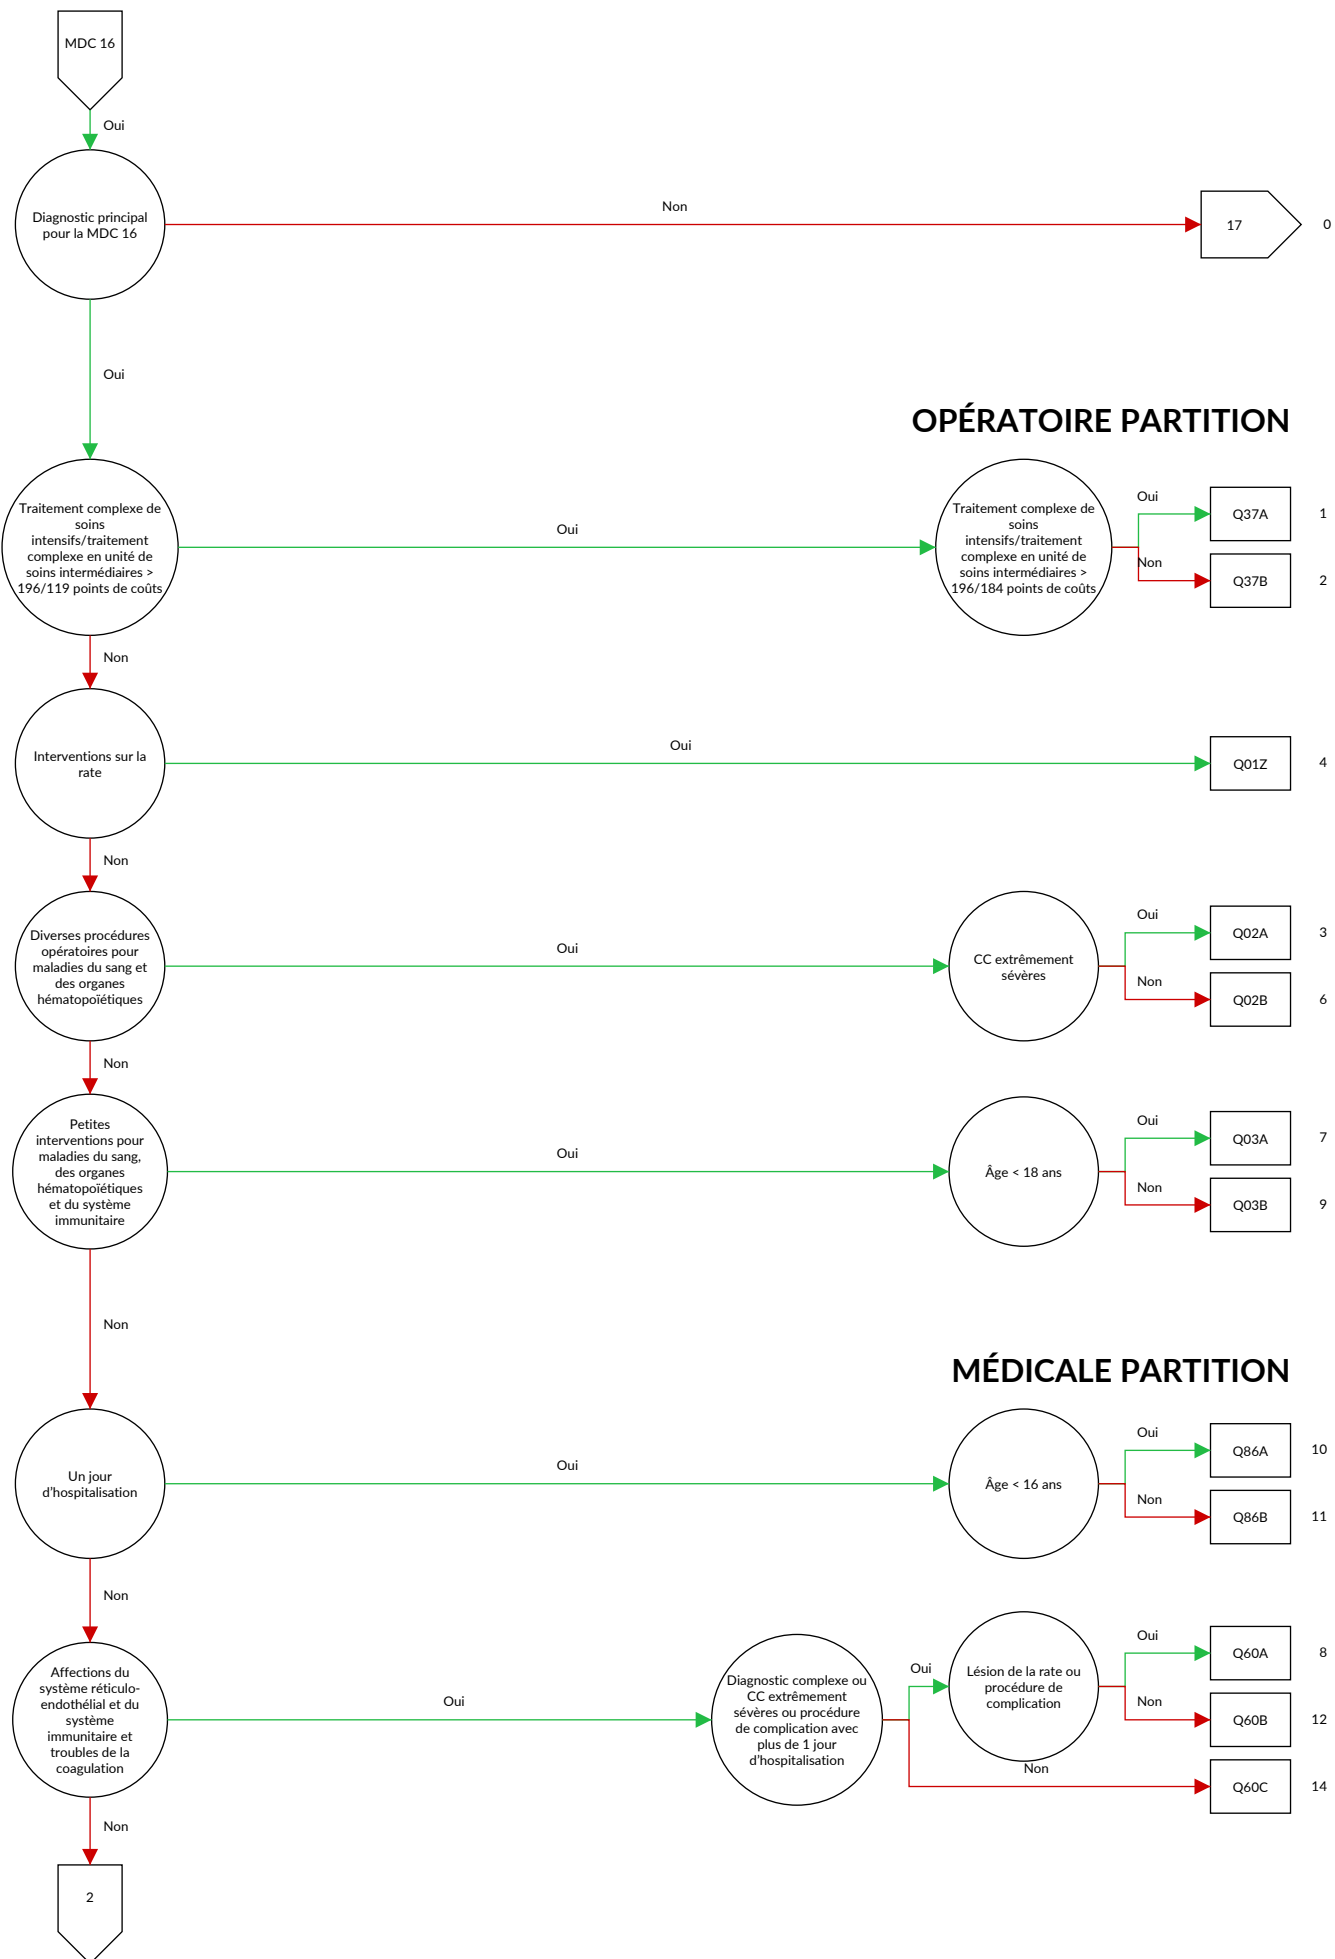 MDC 16
Oui
Diagnostic principal
pour la MDC 16
Non
17
0
Oui
OPÉRATOIRE PARTITION
Traitement complexe de
soins
intensifs/traitement
complexe en unité de
soins intermédiaires >
196/119 points de coûts
Oui
Traitement complexe de
soins
intensifs/traitement
complexe en unité de
soins intermédiaires >
196/184 points de coûts
Oui
Q37A
1
Non
Q37B
2
Non
Interventions sur la
rate
Oui
Q01Z
4
Non
Diverses procédures
opératoires pour
maladies du sang et
des organes
hématopoïétiques
Oui
CC extrêmement
sévères
Oui
Q02A
3
Non
Q02B
6
Non
Petites
interventions pour
maladies du sang,
des organes
hématopoïétiques
et du système
immunitaire
Oui
Âge < 18 ans
Oui
Q03A
7
Non
Q03B
9
Non
MÉDICALE PARTITION
Un jour
d'hospitalisation
Oui
Âge < 16 ans
Oui
Q86A
10
Non
Q86B
11
Non
Affections du
système réticulo-
endothélial et du
système
immunitaire et
troubles de la
coagulation
Oui
Diagnostic complexe ou
CC extrêmement
sévères ou procédure
de complication avec
plus de 1 jour
d'hospitalisation
Oui
Lésion de la rate ou
procédure de
complication
Oui
Q60A
8
Non
Q60B
12
Non
Q60C
14
Non
2